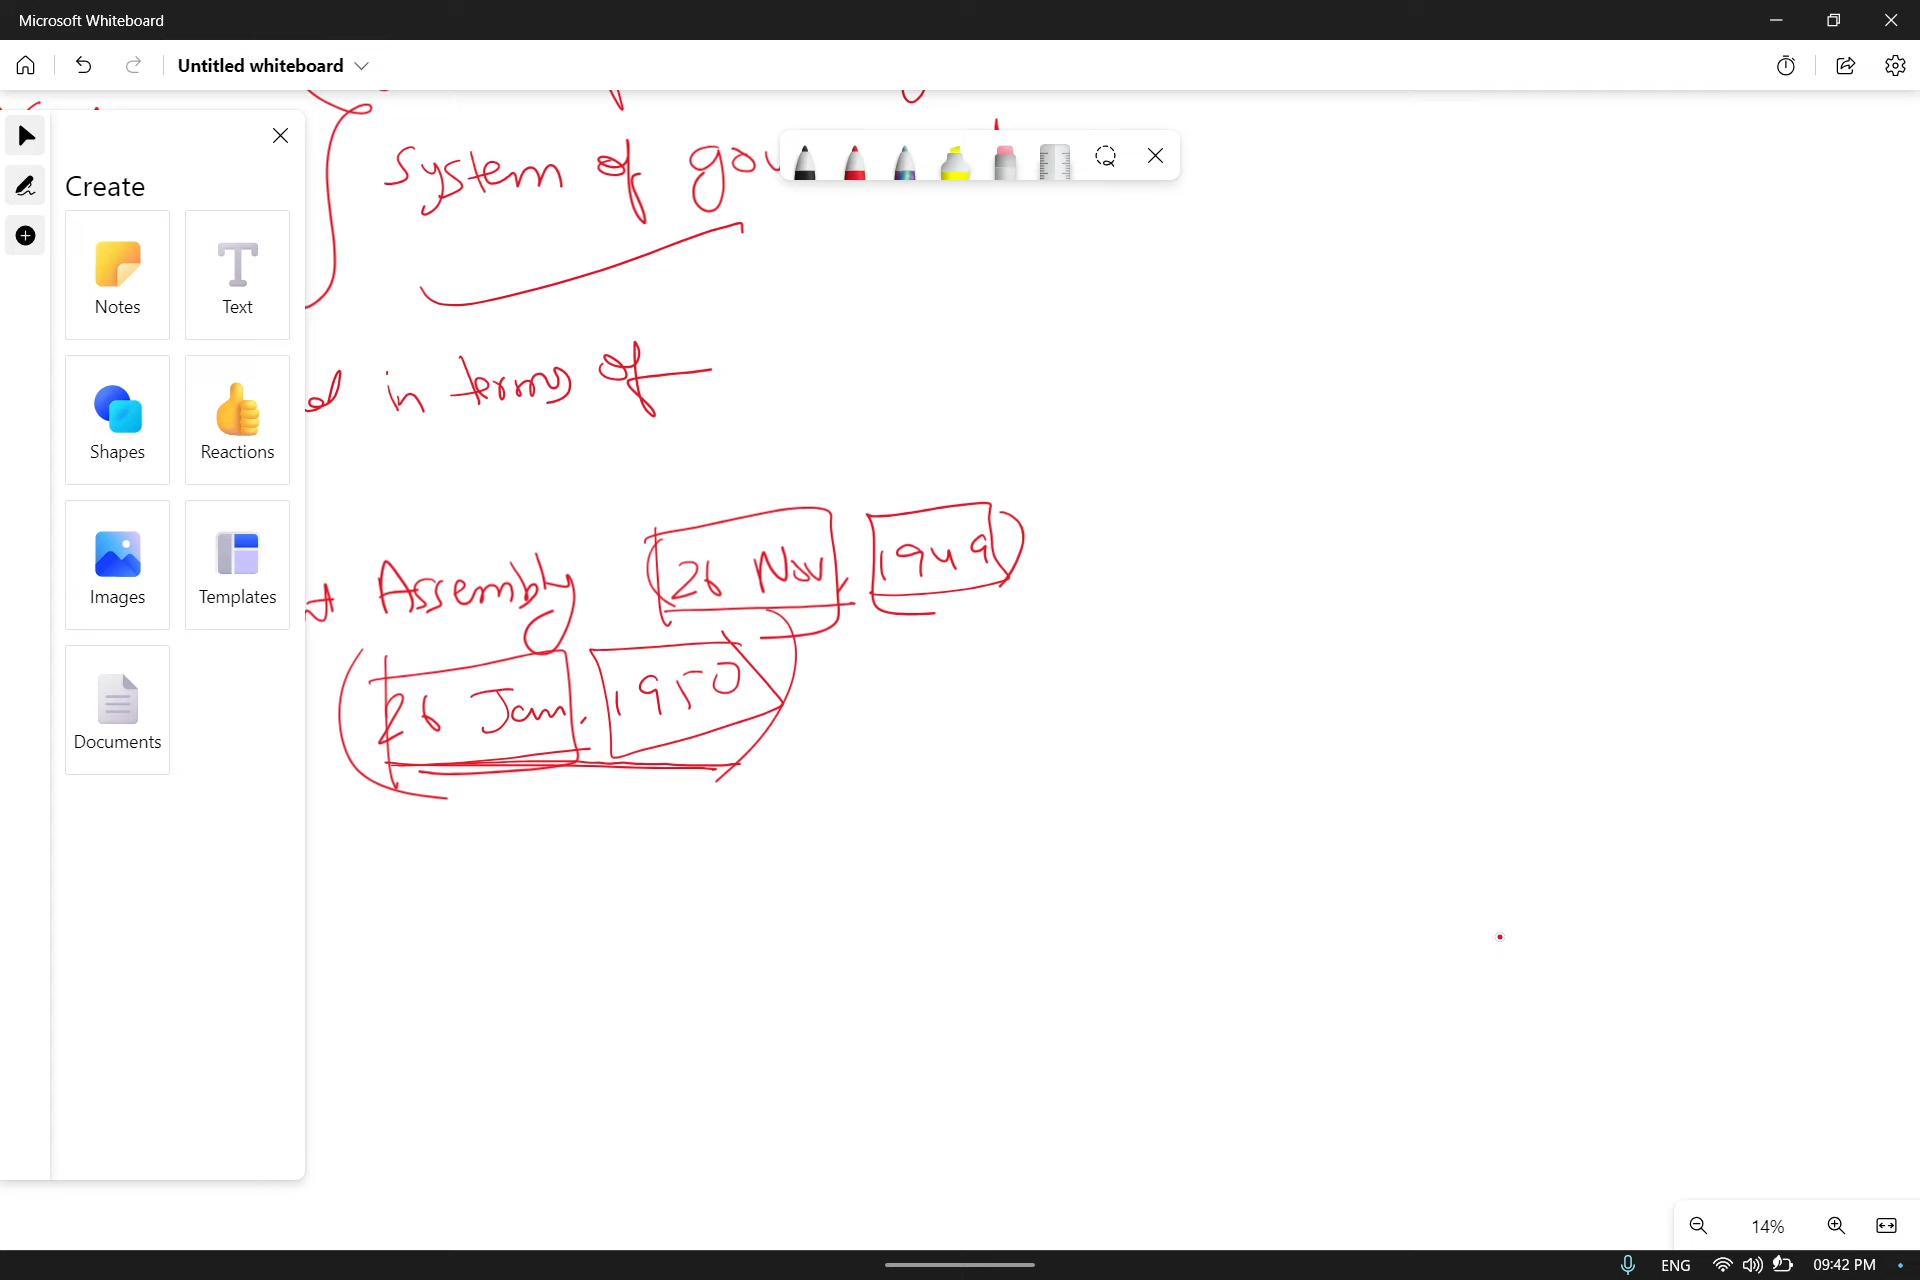 Microsoft Whiteboard
Untitled whiteboard
system of gov
Create
Notes
Text
in terms of
Shapes
Reactions
Images
Templates
Assembly 26 Nov, 1949
26 Jan, 1950
Documents
14%
ENG
09:42 PM